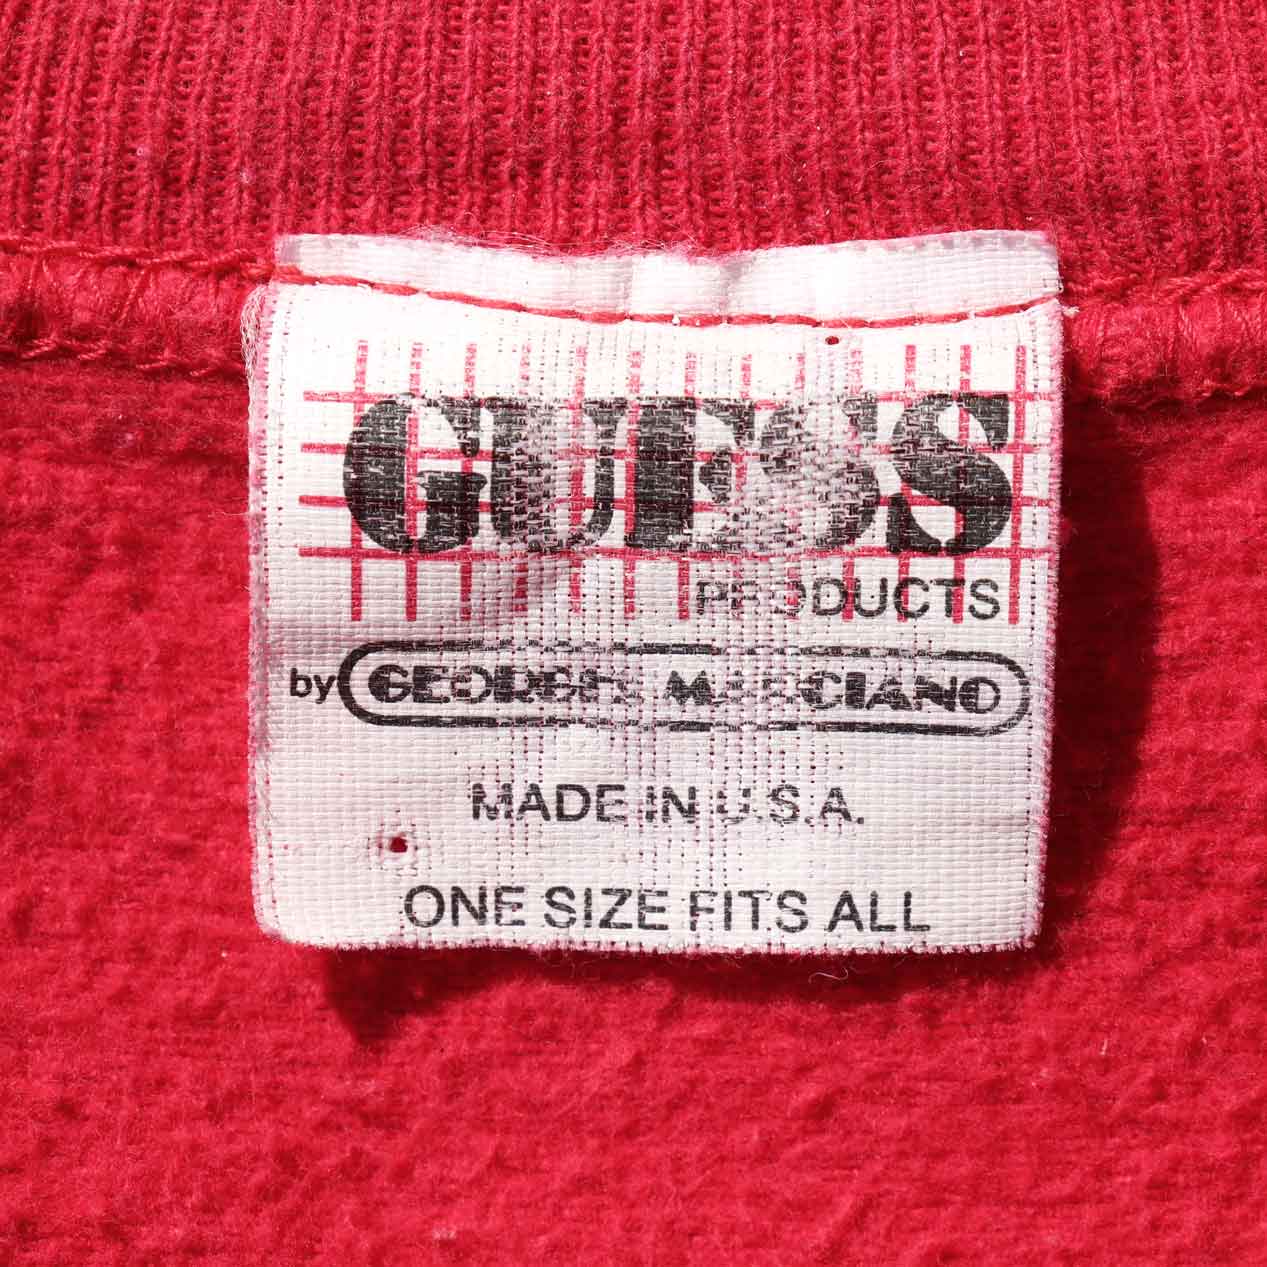 GUESS
PRODUCTS
by GEORGES MARCIANO
MADE IN U.S.A.
ONE SIZE FITS ALL